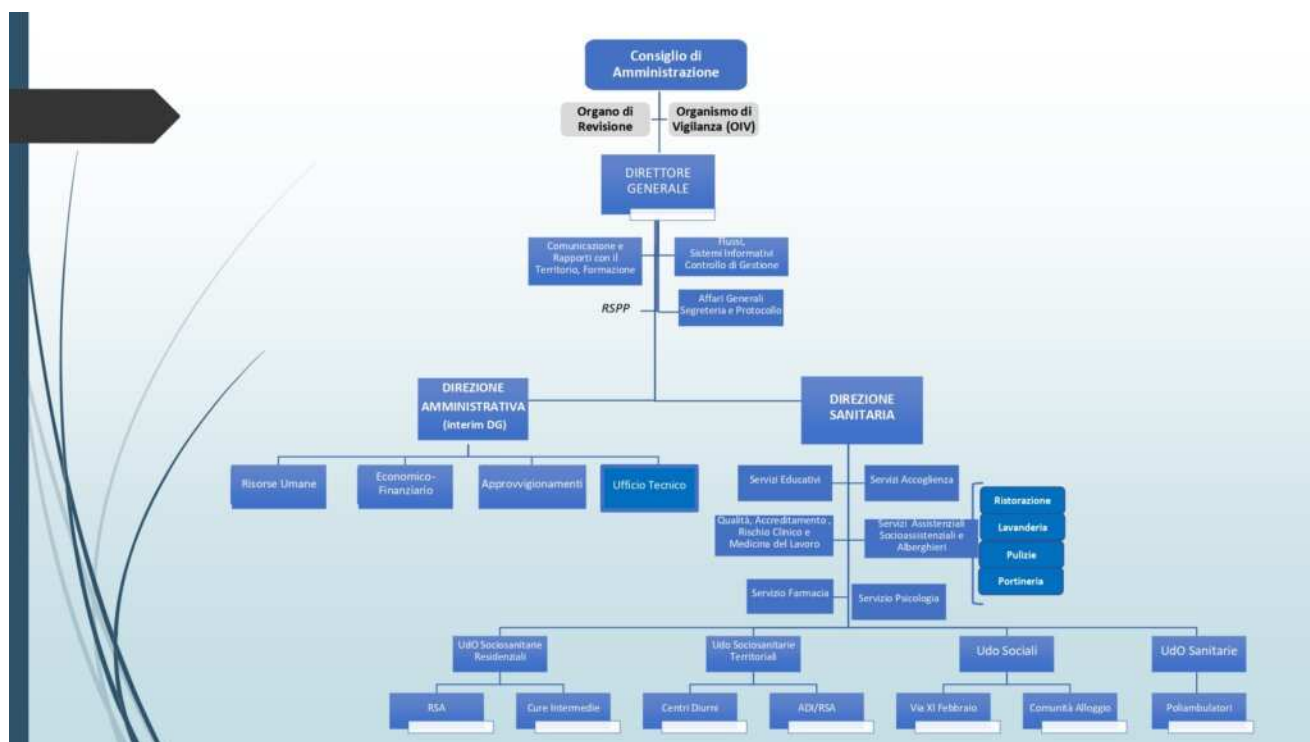 Consiglio di
Amministrazione
Organo di
Revisione
Organismo di
Vigilanza (OIV)
DIRETTORE
GENERALE
Comunicazione e
Rapporti con il
Territorio, Formazione
Flussi,
Sistemi Informativi
Controllo di Gestione
RSPP
Affari Generali
Segreteria e Protocollo
DIREZIONE
AMMINISTRATIVA
(interim DG)
DIREZIONE
SANITARIA
Risorse Umane
Economico-
Finanziario
Approvvigionamenti
Ufficio Tecnico
Servizi Educativi
Servizi Accoglienza
Qualità, Accreditamento ,
Rischio Clinico e
Medicina del Lavoro
Servizi Assistenziali
Socioassistenziali e
Alberghieri
Ristorazione
Lavanderia
Pulizie
Portineria
Servizio Farmacia
Servizio Psicologia
UdO Sociosanitarie
Residenziali
Udo Sociosanitarie
Territoriali
Udo Sociali
UdO Sanitarie
RSA
Cure Intermedie
Centri Diurni
ADI/RSA
Via XI Febbraio
Comunità Alloggio
Poliambulatori